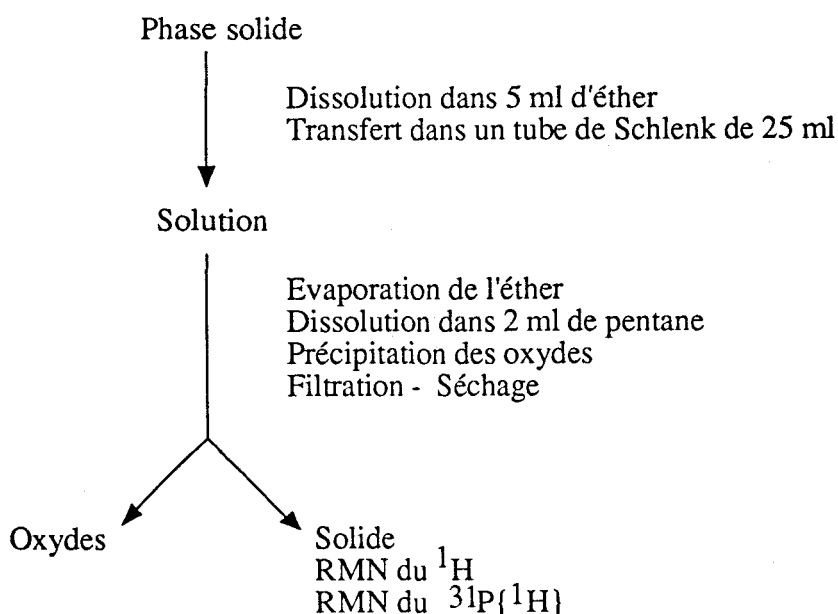 Phase solide
Dissolution dans 5 ml d'éther
Transfert dans un tube de Schlenk de 25 ml
Solution
Evaporation de l'éther
Dissolution dans 2 ml de pentane
Précipitation des oxydes
Filtration - Séchage
Oxydes
Solide
RMN du ¹H
RMN du ³¹P{¹H}